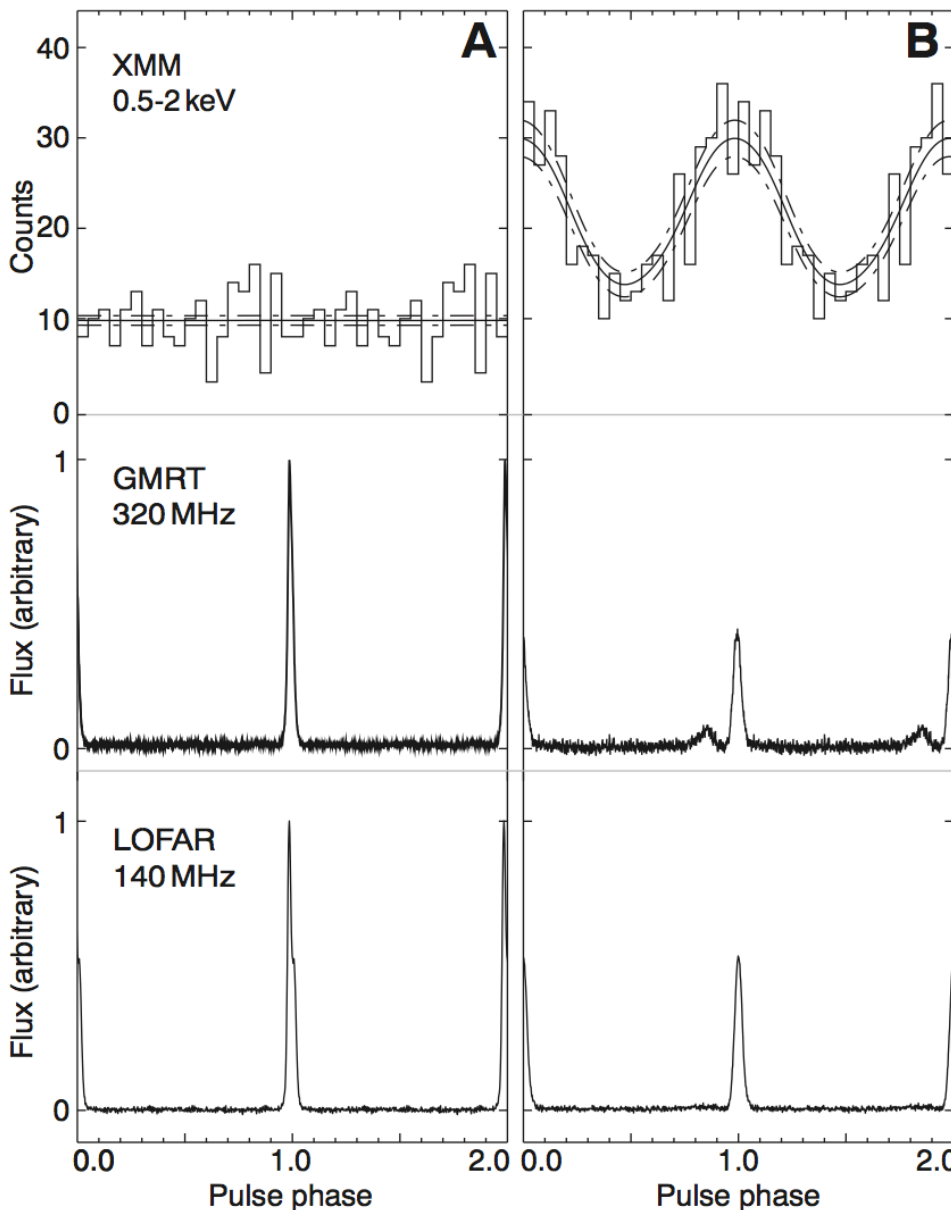 A
B
XMM
0.5-2 keV
40
30
20
10
0
Counts
GMRT
320 MHz
1
0
Flux (arbitrary)
LOFAR
140 MHz
1
0
Flux (arbitrary)
0.0 1.0 2.0
0.0 1.0 2.0
Pulse phase
Pulse phase